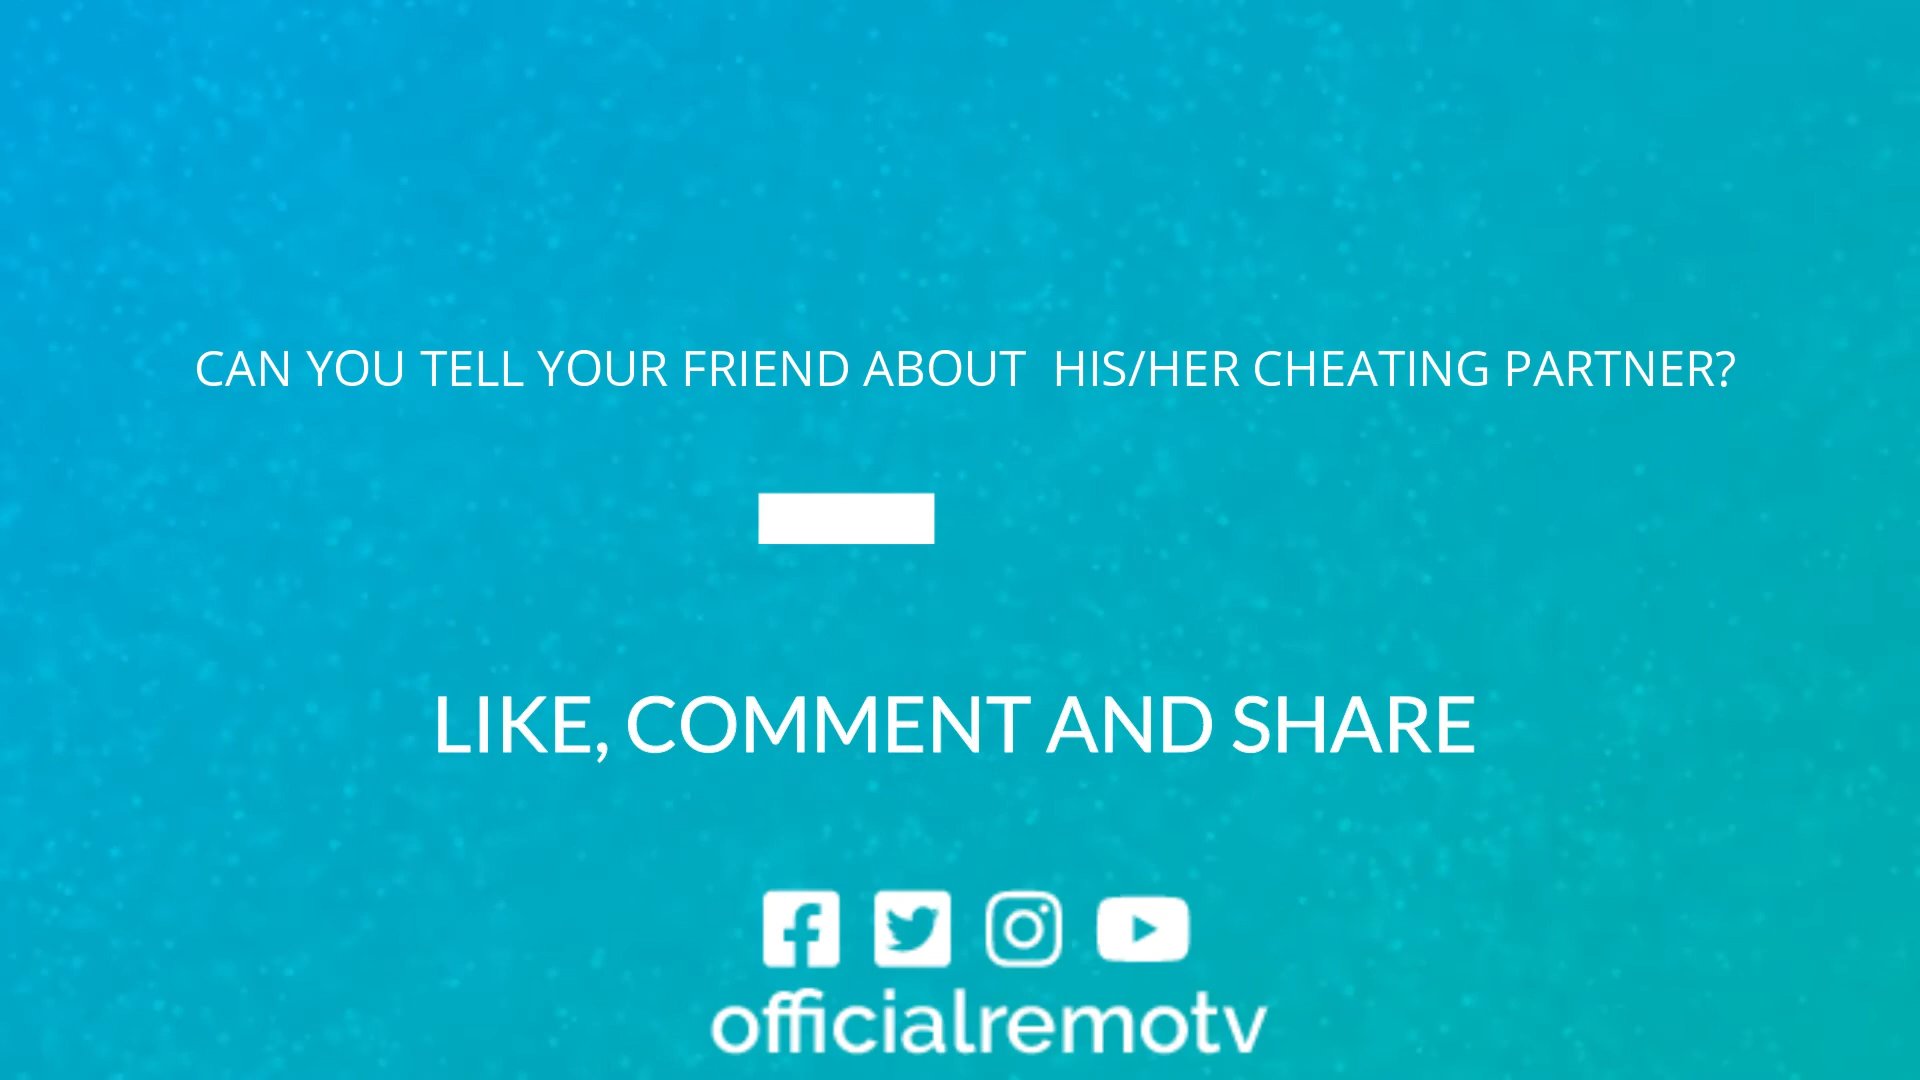 CAN YOU TELL YOUR FRIEND ABOUT  HIS/HER CHEATING PARTNER?
LIKE, COMMENT AND SHARE
officialremotv